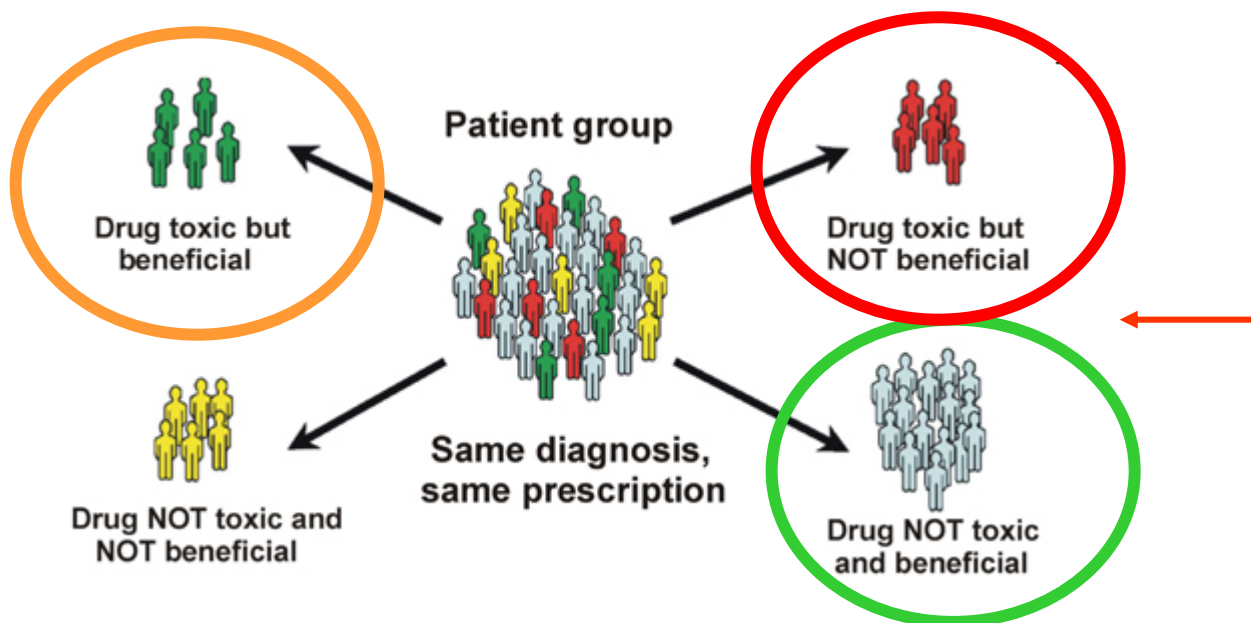 Patient group
Drug toxic but
beneficial
Drug toxic but
NOT beneficial
Same diagnosis,
same prescription
Drug NOT toxic and
NOT beneficial
Drug NOT toxic
and beneficial